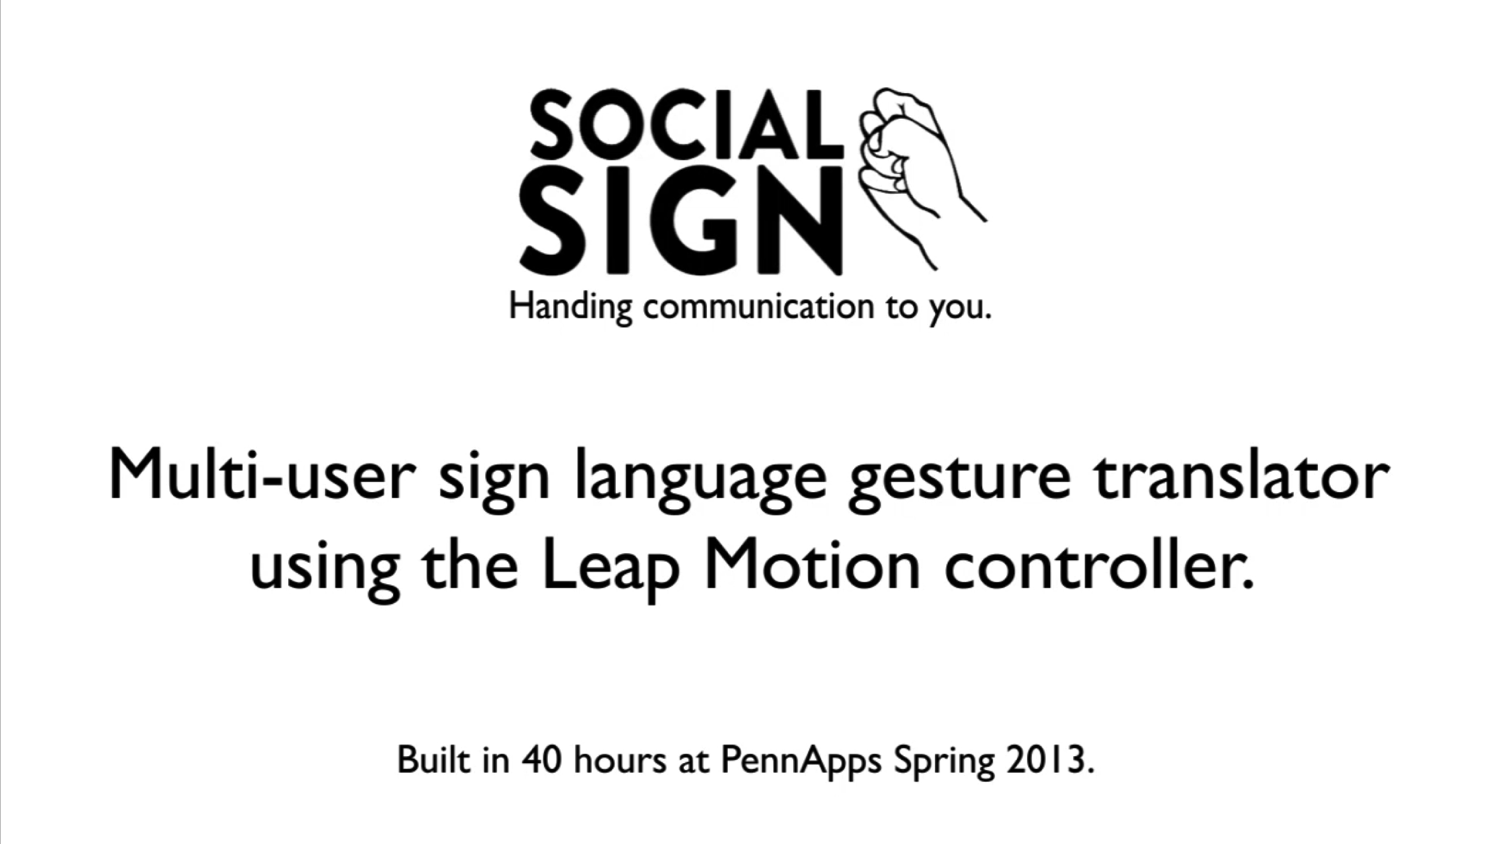 SOCIAL
SIGN
Handing communication to you.
Multi-user sign language gesture translator
using the Leap Motion controller.
Built in 40 hours at PennApps Spring 2013.